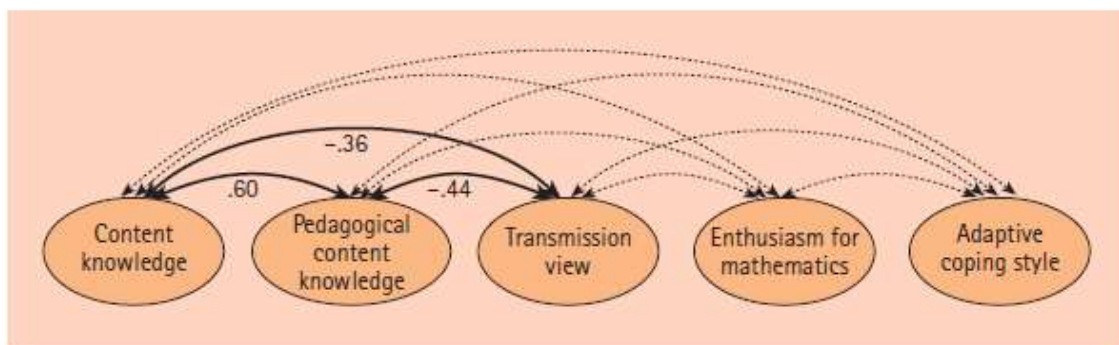 –.36
.60
–.44
Content
knowledge
Pedagogical
content
knowledge
Transmission
view
Enthusiasm for
mathematics
Adaptive
coping style